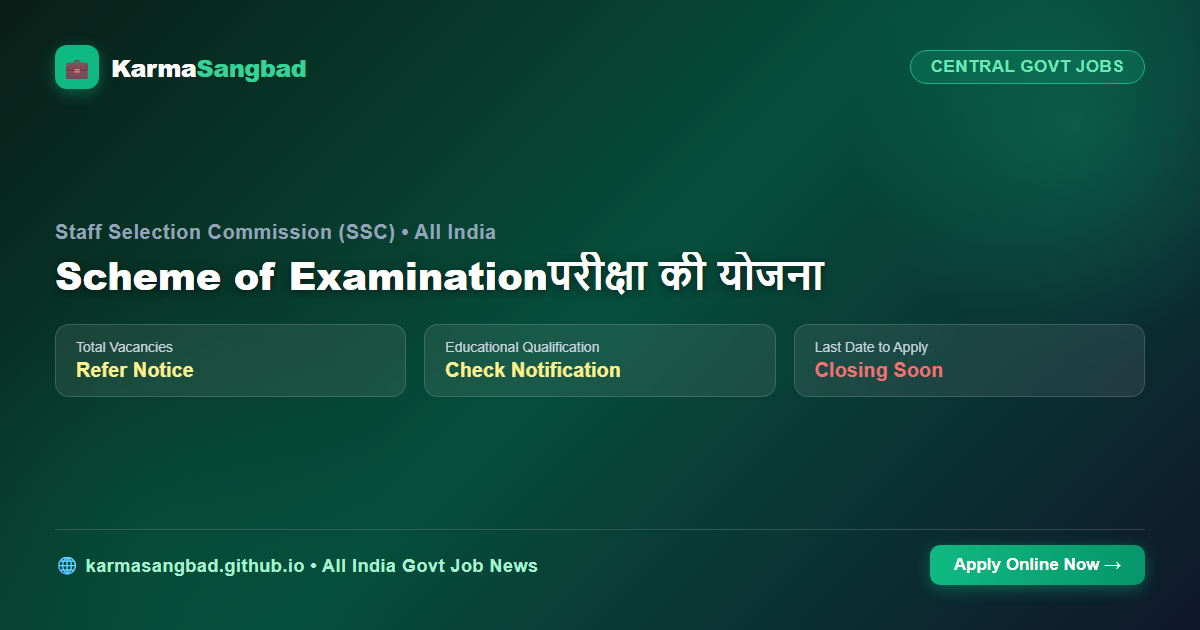 KarmaSangbad
CENTRAL GOVT JOBS
Staff Selection Commission (SSC) • All India
Scheme of Examinationपरीक्षा की योजना
Total Vacancies
Refer Notice
Educational Qualification
Check Notification
Last Date to Apply
Closing Soon
karmasangbad.github.io • All India Govt Job News
Apply Online Now →